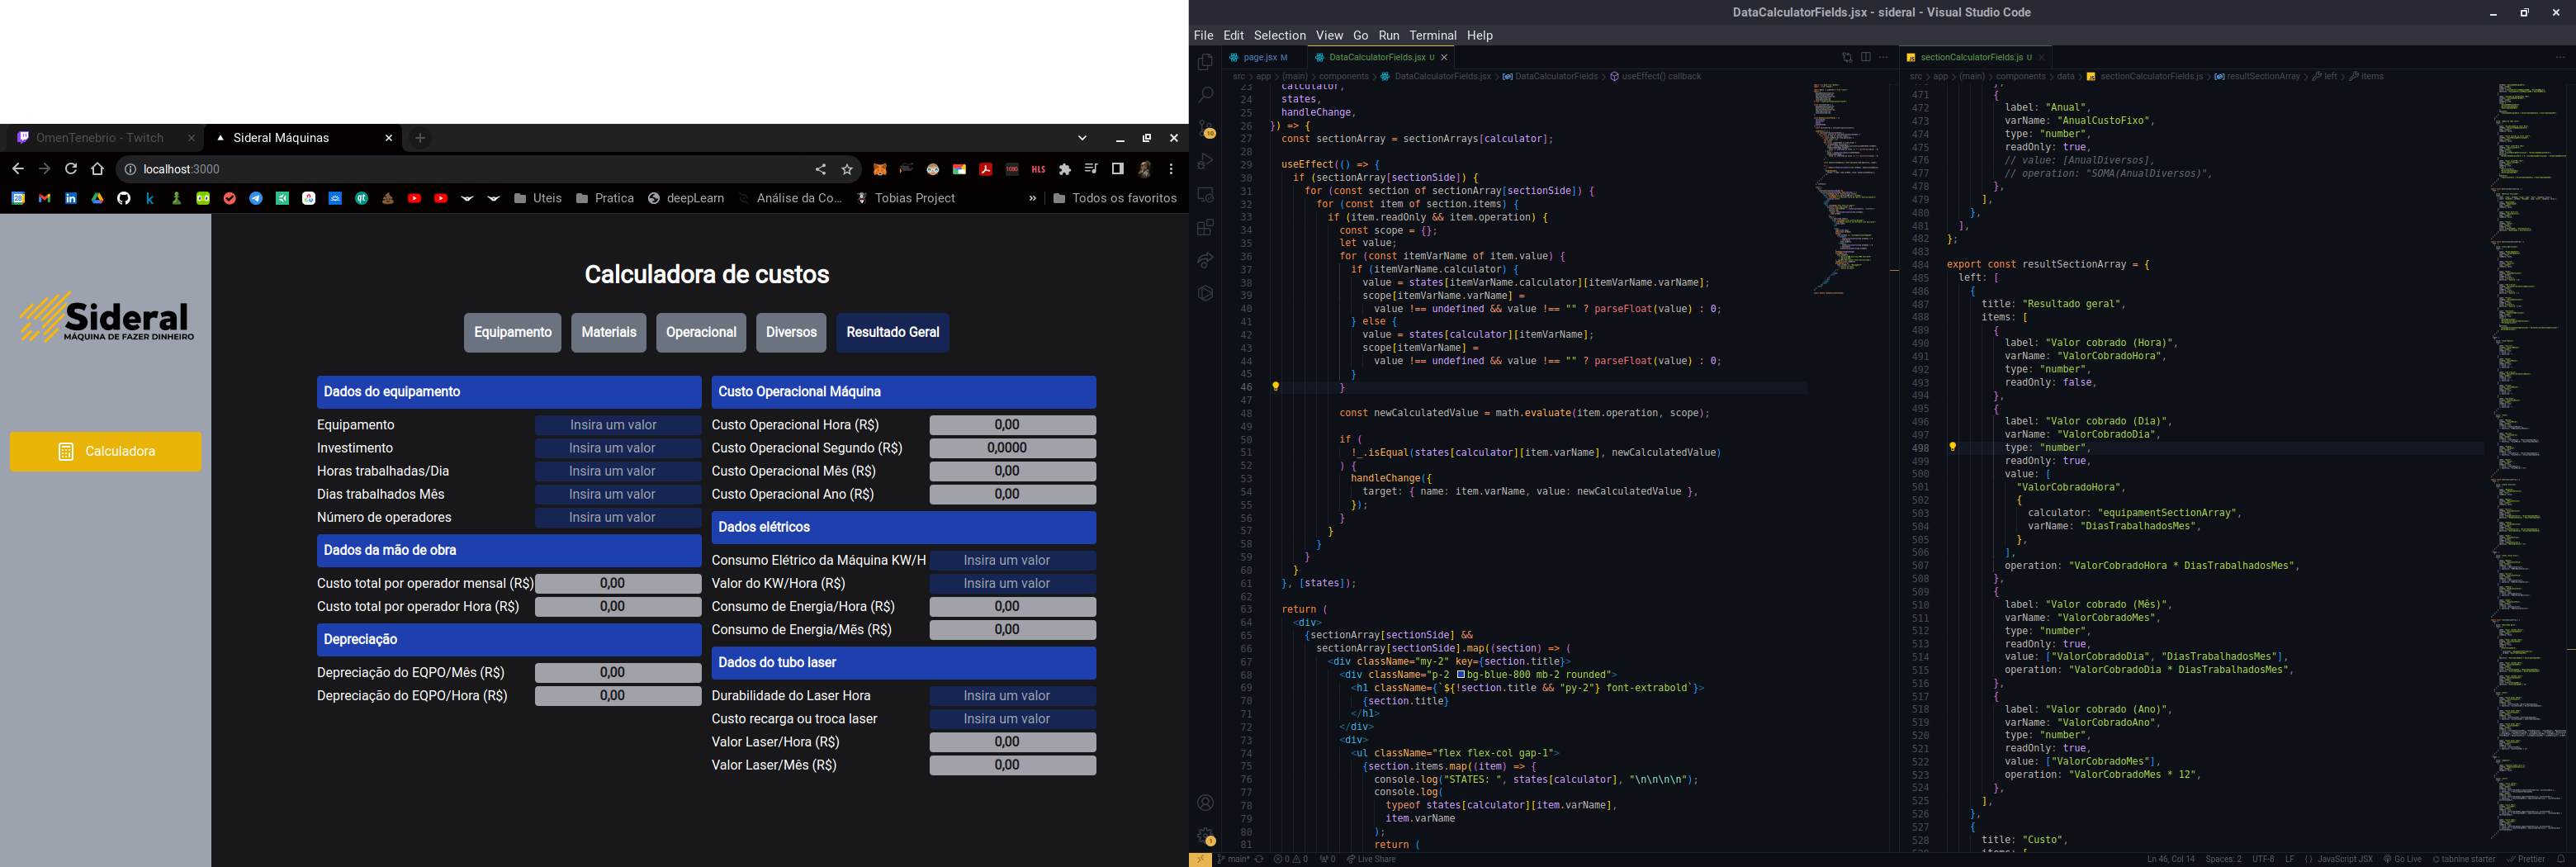 OmenTenebrio - Twitch
Sideral Máquinas
localhost:3000
Uteis
Pratica
deepLearn
Análise da Co...
Tobias Project
»
Todos os favoritos
Sideral
MÁQUINA DE FAZER DINHEIRO
Calculadora
Calculadora de custos
Equipamento
Materiais
Operacional
Diversos
Resultado Geral
Dados do equipamento
Equipamento Insira um valor
Investimento Insira um valor
Horas trabalhadas/Dia Insira um valor
Dias trabalhados Mês Insira um valor
Número de operadores Insira um valor
Dados da mão de obra
Custo total por operador mensal (R$) 0,00
Custo total por operador Hora (R$) 0,00
Depreciação
Depreciação do EQPO/Mês (R$) 0,00
Depreciação do EQPO/Hora (R$) 0,00
Custo Operacional Máquina
Custo Operacional Hora (R$) 0,00
Custo Operacional Segundo (R$) 0,0000
Custo Operacional Mês (R$) 0,00
Custo Operacional Ano (R$) 0,00
Dados elétricos
Consumo Elétrico da Máquina KW/H Insira um valor
Valor do KW/Hora (R$) Insira um valor
Consumo de Energia/Hora (R$) 0,00
Consumo de Energia/Mês (R$) 0,00
Dados do tubo laser
Durabilidade do Laser Hora Insira um valor
Custo recarga ou troca laser Insira um valor
Valor Laser/Hora (R$) 0,00
Valor Laser/Mês (R$) 0,00
DataCalculatorFields.jsx - sideral - Visual Studio Code
File Edit Selection View Go Run Terminal Help
page.jsx M
DataCalculatorFields.jsx U
src > app > (main) > components > DataCalculatorFields.jsx > DataCalculatorFields > useEffect() callback
23 calculator,
24 states,
25 handleChange,
26 }) => {
27 const sectionArray = sectionArrays[calculator];
28
29 useEffect(() => {
30 if (sectionArray[sectionSide]) {
31 for (const section of sectionArray[sectionSide]) {
32 for (const item of section.items) {
33 if (item.readOnly && item.operation) {
34 const scope = {};
35 let value;
36 for (const itemVarName of item.value) {
37 if (itemVarName.calculator) {
38 value = states[itemVarName.calculator][itemVarName.varName];
39 scope[itemVarName.varName] =
40 value !== undefined && value !== "" ? parseFloat(value) : 0;
41 } else {
42 value = states[calculator][itemVarName];
43 scope[itemVarName] =
44 value !== undefined && value !== "" ? parseFloat(value) : 0;
45 }
46 }
47
48 const newCalculatedValue = math.evaluate(item.operation, scope);
49
50 if (
51 !_.isEqual(states[calculator][item.varName], newCalculatedValue)
52 ) {
53 handleChange({
54 target: { name: item.varName, value: newCalculatedValue },
55 });
56 }
57 }
58 }
59 }
60 }
61 }, [states]);
62
63 return (
64 <div>
65 {sectionArray[sectionSide] &&
66 sectionArray[sectionSide].map((section) => (
67 <div className="my-2" key={section.title}>
68 <div className="p-2 bg-blue-800 mb-2 rounded">
69 <h1 className={`${!section.title && "py-2"} font-extrabold`}>
70 {section.title}
71 </h1>
72 </div>
73 <div>
74 <ul className="flex flex-col gap-1">
75 {section.items.map((item) => {
76 console.log("STATES: ", states[calculator], "\n\n\n\n");
77 console.log(
78 typeof states[calculator][item.varName],
79 item.varName
80 );
81 return (
sectionCalculatorFields.js U
src > app > (main) > components > data > sectionCalculatorFields.js > resultSectionArray > left > items
471 {
472 label: "Anual",
473 varName: "AnualCustoFixo",
474 type: "number",
475 readOnly: true,
476 // value: [AnualDiversos],
477 // operation: "SOMA(AnualDiversos)",
478 },
479 ],
480 },
481 ],
482 };
483
484 export const resultSectionArray = {
485 left: [
486 {
487 title: "Resultado geral",
488 items: [
489 {
490 label: "Valor cobrado (Hora)",
491 varName: "ValorCobradoHora",
492 type: "number",
493 readOnly: false,
494 },
495 {
496 label: "Valor cobrado (Dia)",
497 varName: "ValorCobradoDia",
498 type: "number",
499 readOnly: true,
500 value: [
501 "ValorCobradoHora",
502 {
503 calculator: "equipamentSectionArray",
504 varName: "DiasTrabalhadosMes",
505 },
506 ],
507 operation: "ValorCobradoHora * DiasTrabalhadosMes",
508 },
509 {
510 label: "Valor cobrado (Mês)",
511 varName: "ValorCobradoMes",
512 type: "number",
513 readOnly: true,
514 value: ["ValorCobradoDia", "DiasTrabalhadosMes"],
515 operation: "ValorCobradoDia * DiasTrabalhadosMes",
516 },
517 {
518 label: "Valor cobrado (Ano)",
519 varName: "ValorCobradoAno",
520 type: "number",
521 readOnly: true,
522 value: ["ValorCobradoMes"],
523 operation: "ValorCobradoMes * 12",
524 },
525 ],
526 },
527 {
528 title: "Custo",
main* 0 0 0 Live Share
Ln 46, Col 14 Spaces: 2 UTF-8 LF JavaScript JSX Go Live tabnine starter Prettier